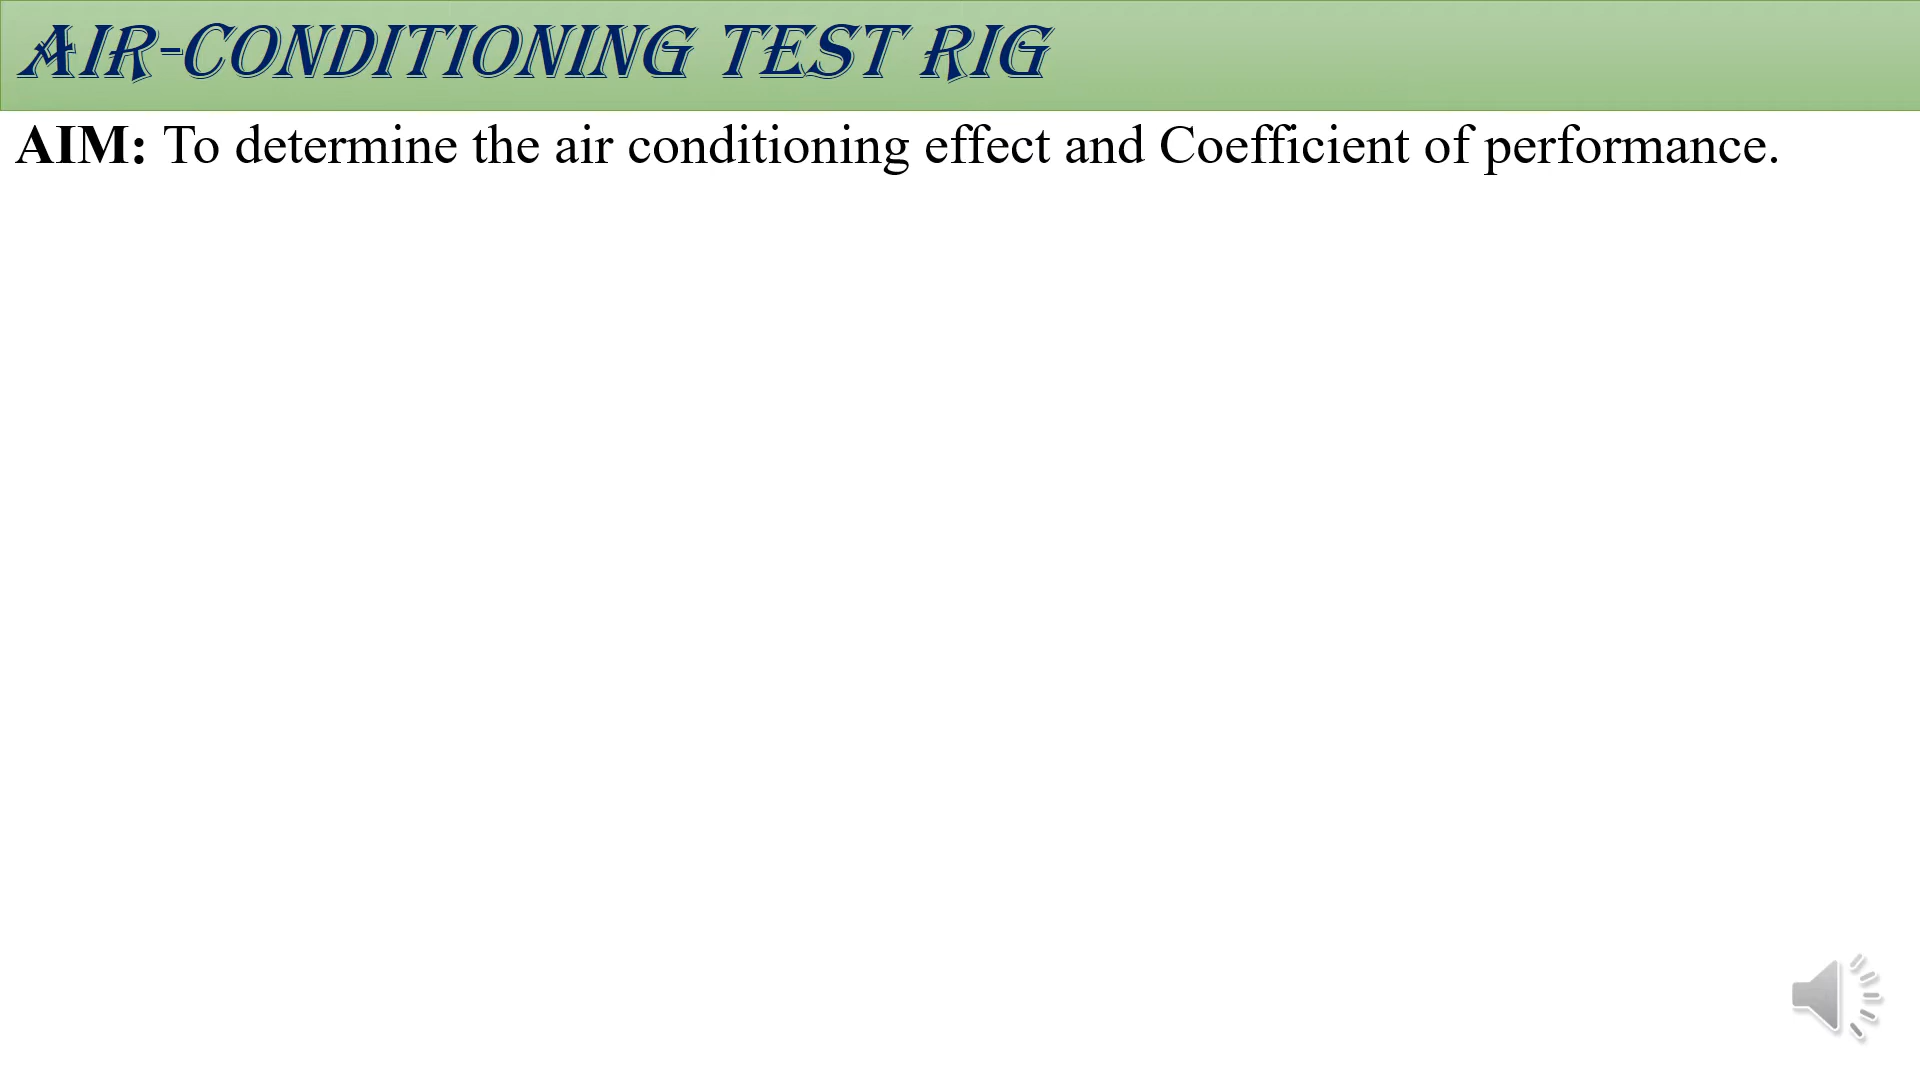 AIR-CONDITIONING TEST RIG
AIM: To determine the air conditioning effect and Coefficient of performance.